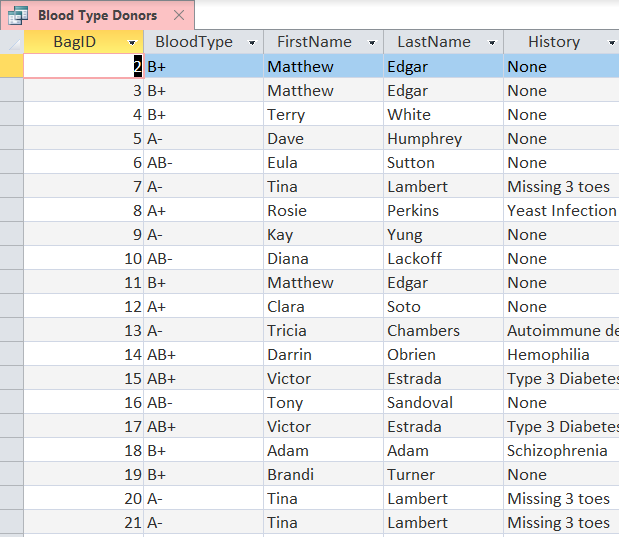 Blood Type Donors
BagID BloodType FirstName LastName History
2 B+ Matthew Edgar None
3 B+ Matthew Edgar None
4 B+ Terry White None
5 A- Dave Humphrey None
6 AB- Eula Sutton None
7 A- Tina Lambert Missing 3 toes
8 A+ Rosie Perkins Yeast Infection
9 A- Kay Yung None
10 AB- Diana Lackoff None
11 B+ Matthew Edgar None
12 A+ Clara Soto None
13 A- Tricia Chambers Autoimmune de
14 AB+ Darrin Obrien Hemophilia
15 AB+ Victor Estrada Type 3 Diabetes
16 AB- Tony Sandoval None
17 AB+ Victor Estrada Type 3 Diabetes
18 B+ Adam Adam Schizophrenia
19 B+ Brandi Turner None
20 A- Tina Lambert Missing 3 toes
21 A- Tina Lambert Missing 3 toes